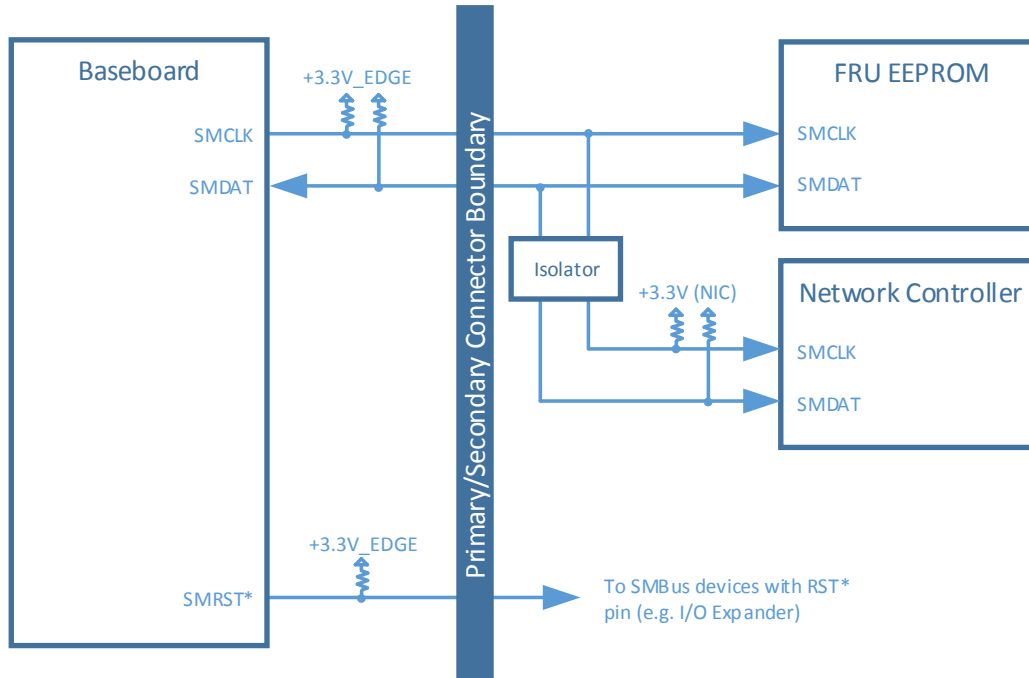 Baseboard
SMCLK
SMDAT
SMRST*
+3.3V_EDGE
+3.3V_EDGE
Primary/Secondary Connector Boundary
Isolator
+3.3V (NIC)
FRU EEPROM
SMCLK
SMDAT
Network Controller
SMCLK
SMDAT
To SMBus devices with RST*
pin (e.g. I/O Expander)